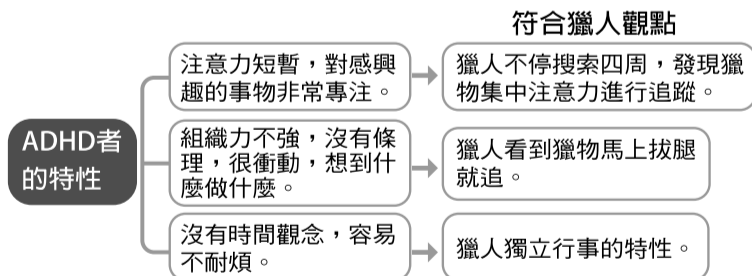 符合獵人觀點
ADHD者
的特性
注意力短暫，對感興
趣的事物非常專注。
獵人不停搜索四周，發現獵
物集中注意力進行追蹤。
組織力不強，沒有條
理，很衝動，想到什
麼做什麼。
獵人看到獵物馬上拔腿
就追。
沒有時間觀念，容易
不耐煩。
獵人獨立行事的特性。